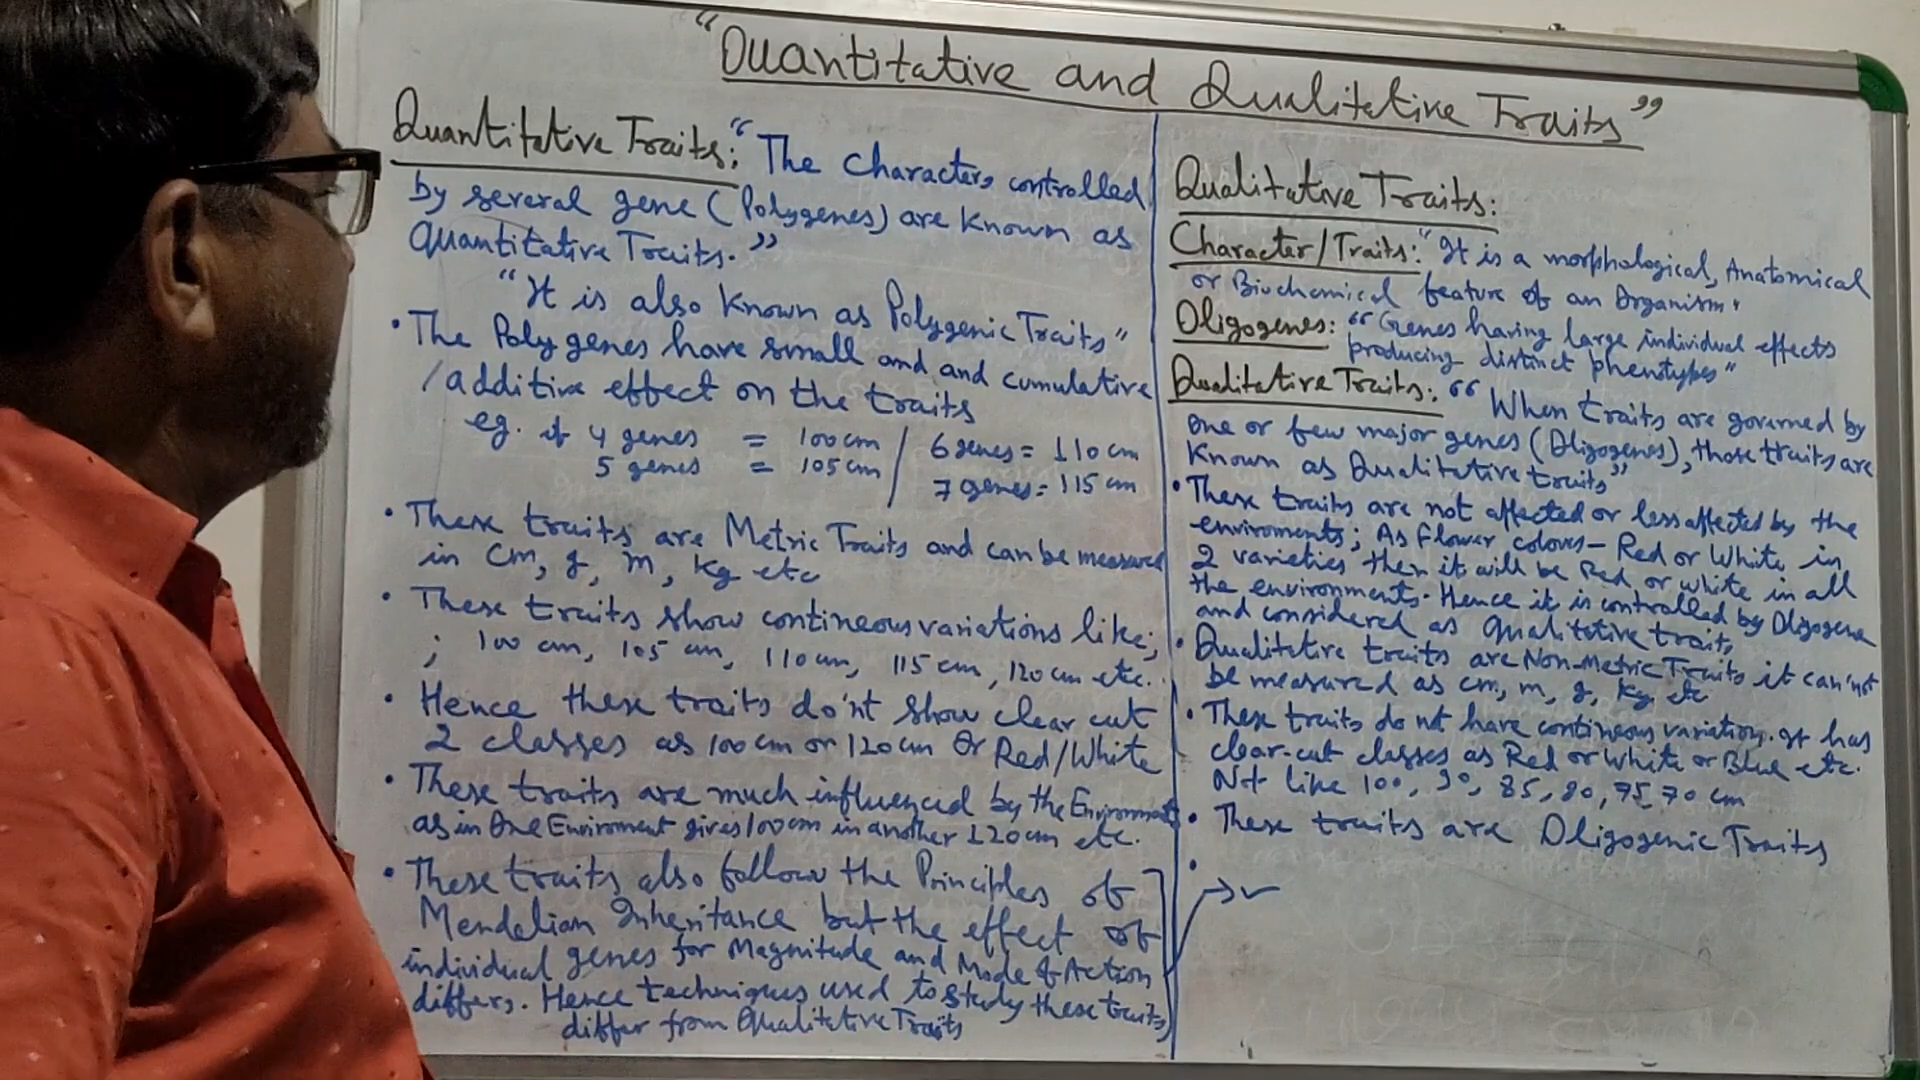 "Quantitative and Qualitative Traits"
Quantitative Traits: "The Characters controlled
by several gene (Polygenes) are known as
Quantitative Traits."
"It is also known as Polygenic Traits"
• The Polygenes have small and and cumulative
/additive effect on the traits
eg. if 4 genes = 100 cm / 6 genes = 110 cm
5 genes = 105 cm / 7 genes = 115 cm
• These traits are Metric Traits and can be measured
in Cm, g, m, Kg etc
• These traits show contineous variations like;
; 100 cm, 105 cm, 110 cm, 115 cm, 120 cm etc.
• Hence these traits do'nt show clear cut
2 classes as 100 cm or 120 cm Or Red/White
• These traits are much influenced by the Enviroment
as in One Enviroment gives 100 cm in another 120 cm etc.
• These traits also follow the Principles of
Mendelian Inheritance but the effect of
individual genes for Magnitude and Mode of Action
differs. Hence techniques used to study these traits
differ from Qualitative Traits
Qualitative Traits:
Character/Traits: "It is a morphological, Anatomical
or Biochemical feature of an Organism.
Oligogenes: "Genes having large individual effects
producing distinct phenotypes"
Qualitative Traits: "When traits are governed by
one or few major genes (Oligogenes), those traits are
Known as Qualitative traits"
• These traits are not affected or less affected by the
enviroments; As flower colours - Red or White in
2 varieties then it will be Red or white in all
the environments. Hence it is controlled by Oligogene
and considered as qualitative traits
• Qualitative traits are Non-Metric Traits it can'not
be measured as cm, m, g, Kg etc
• These traits do not have contineous variation. It has
clear-cut classes as Red or White or Blue etc.
Not like 100, 90, 85, 80, 75, 70 cm
• These traits are Oligogenic Traits